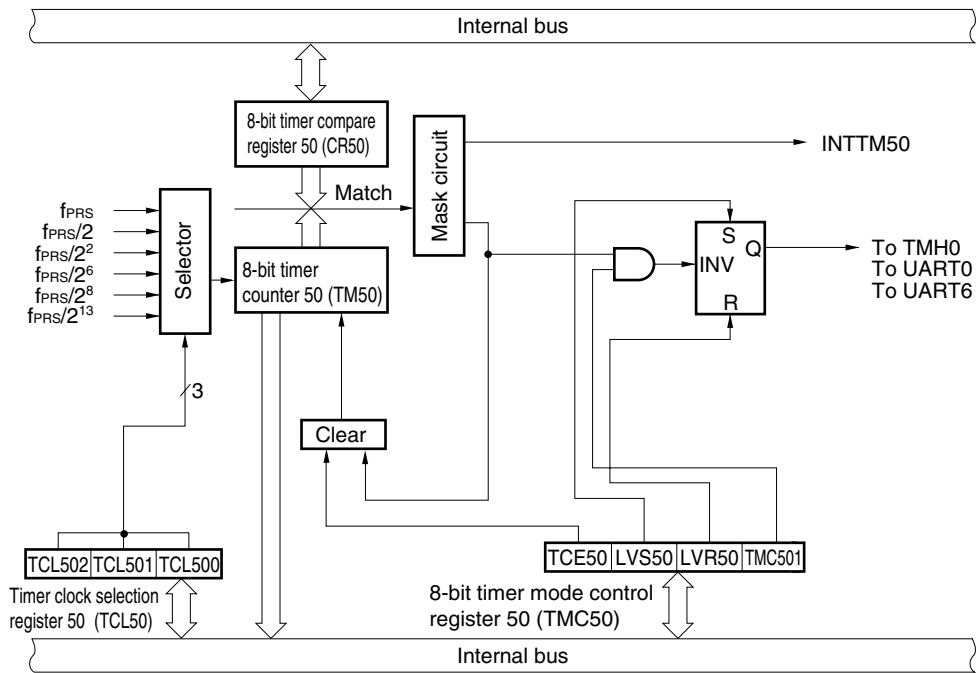 Internal bus
8-bit timer compare
register 50 (CR50)
Match
Mask circuit
INTTM50
fPRS
fPRS/2
fPRS/2²
fPRS/2⁶
fPRS/2⁸
fPRS/2¹³
Selector
8-bit timer
counter 50 (TM50)
S
Q
INV
R
To TMH0
To UART0
To UART6
3
Clear
TCL502 TCL501 TCL500
Timer clock selection
register 50 (TCL50)
TCE50 LVS50 LVR50 TMC501
8-bit timer mode control
register 50 (TMC50)
Internal bus